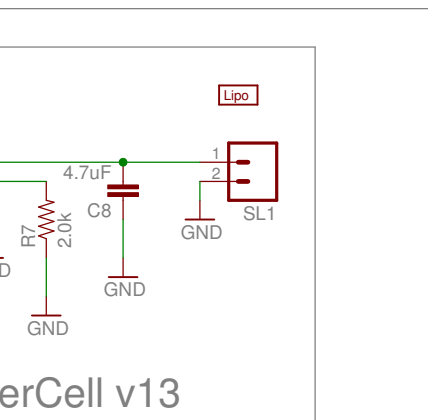 Lipo
1
4.7uF
2
C8
SL1
R7
2.0k
GND
D
GND
GND
erCell v13